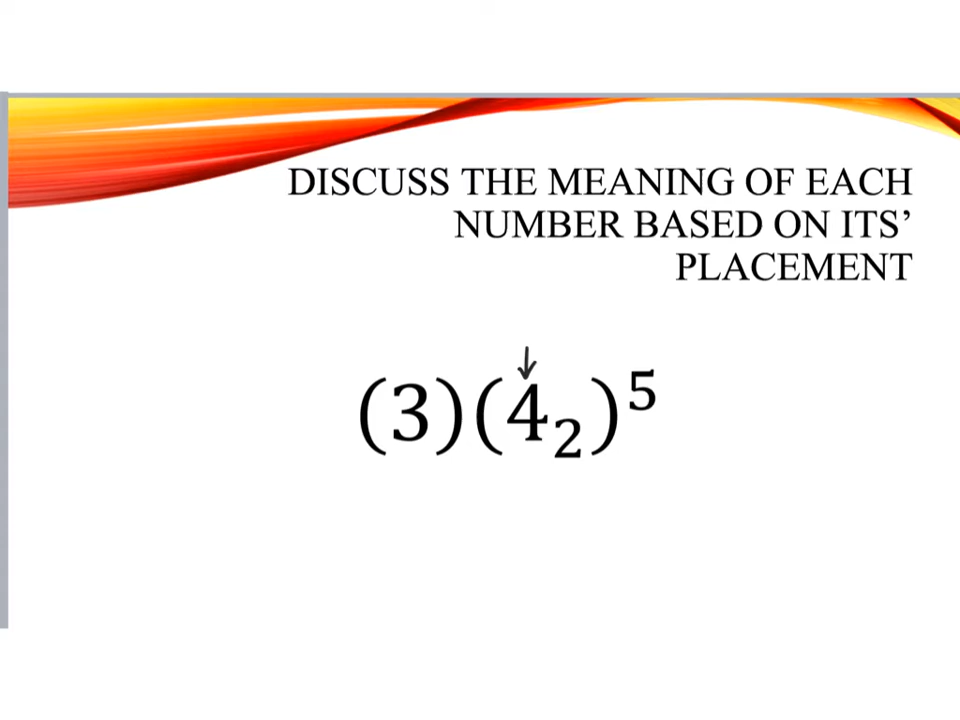 DISCUSS THE MEANING OF EACH
NUMBER BASED ON ITS’
PLACEMENT
(3)(4₂)⁵